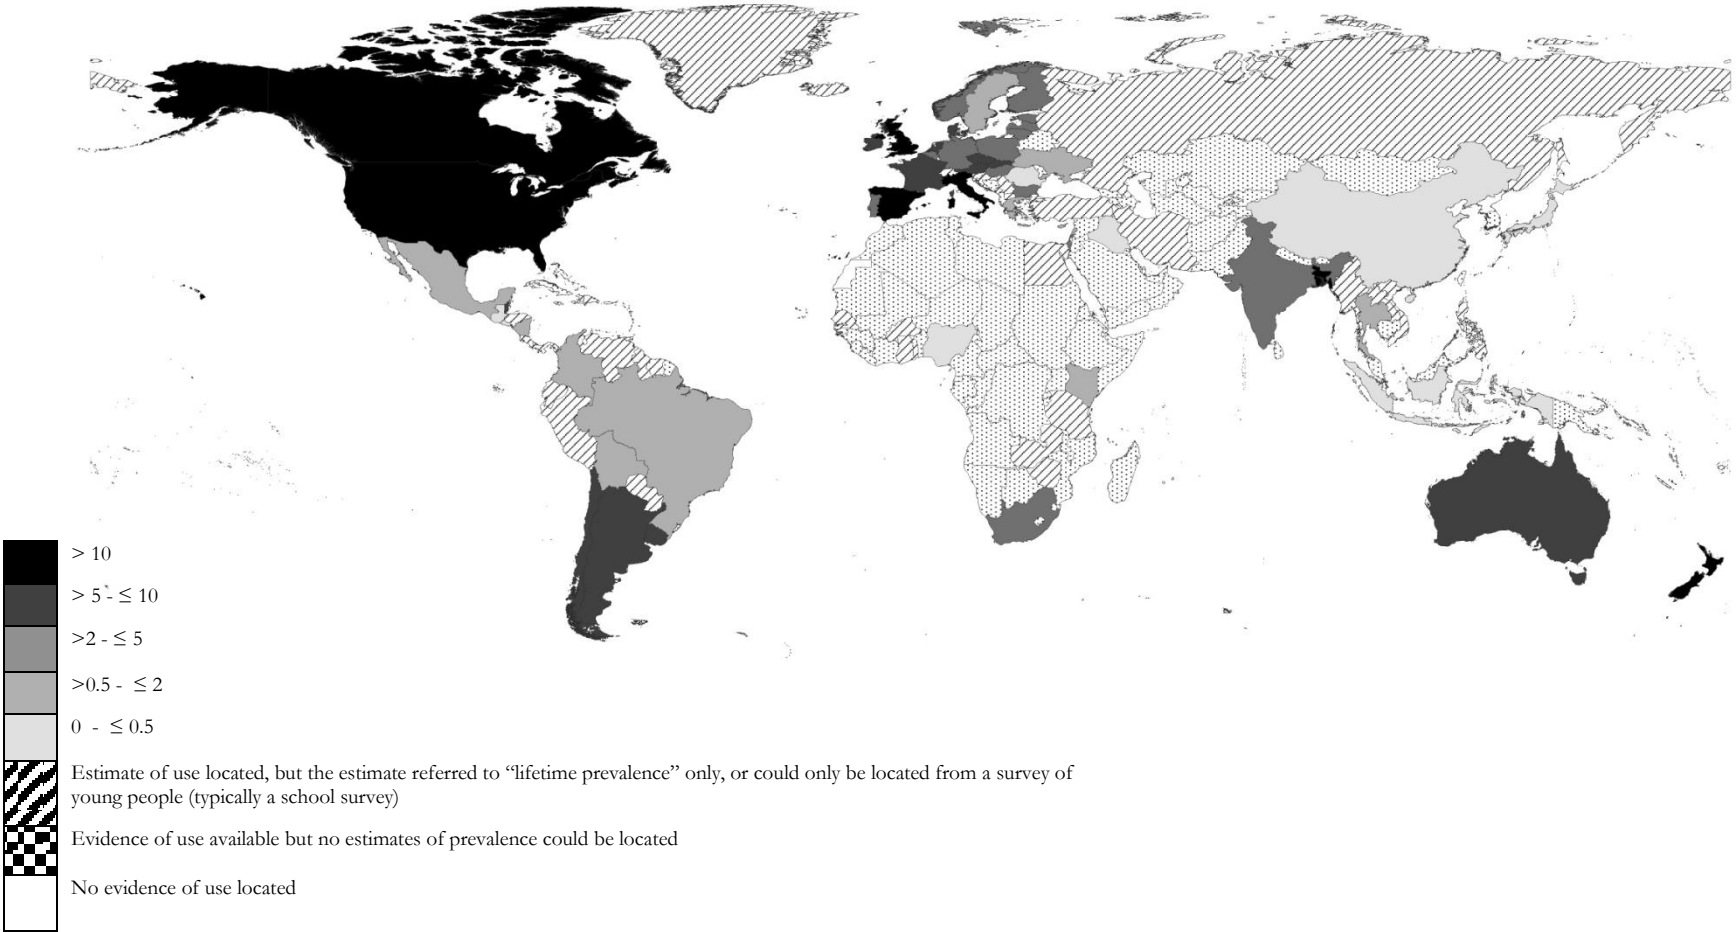 > 10
> 5 - ≤ 10
>2 - ≤ 5
>0.5 - ≤ 2
0 - ≤ 0.5
Estimate of use located, but the estimate referred to “lifetime prevalence” only, or could only be located from a survey of
young people (typically a school survey)
Evidence of use available but no estimates of prevalence could be located
No evidence of use located